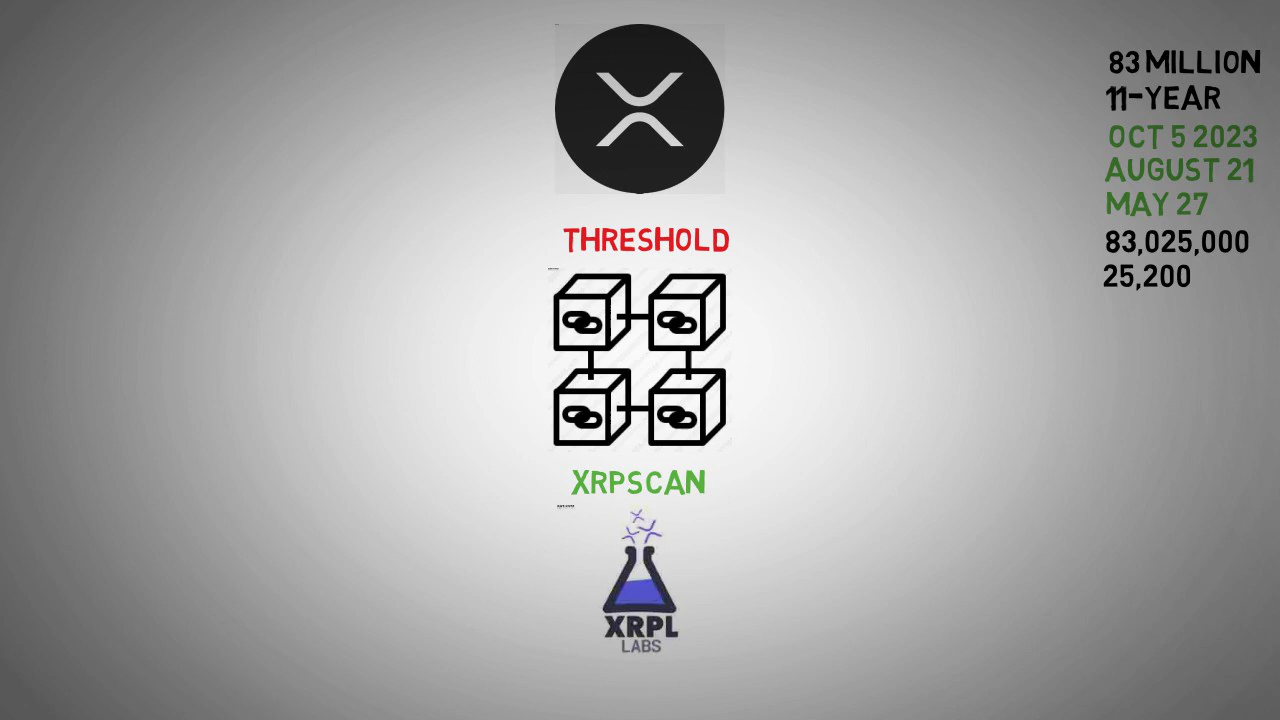 83 MILLION
11-YEAR
OCT 5 2023
AUGUST 21
MAY 27
83,025,000
25,200
THRESHOLD
XRPSCAN
XRPL
LABS